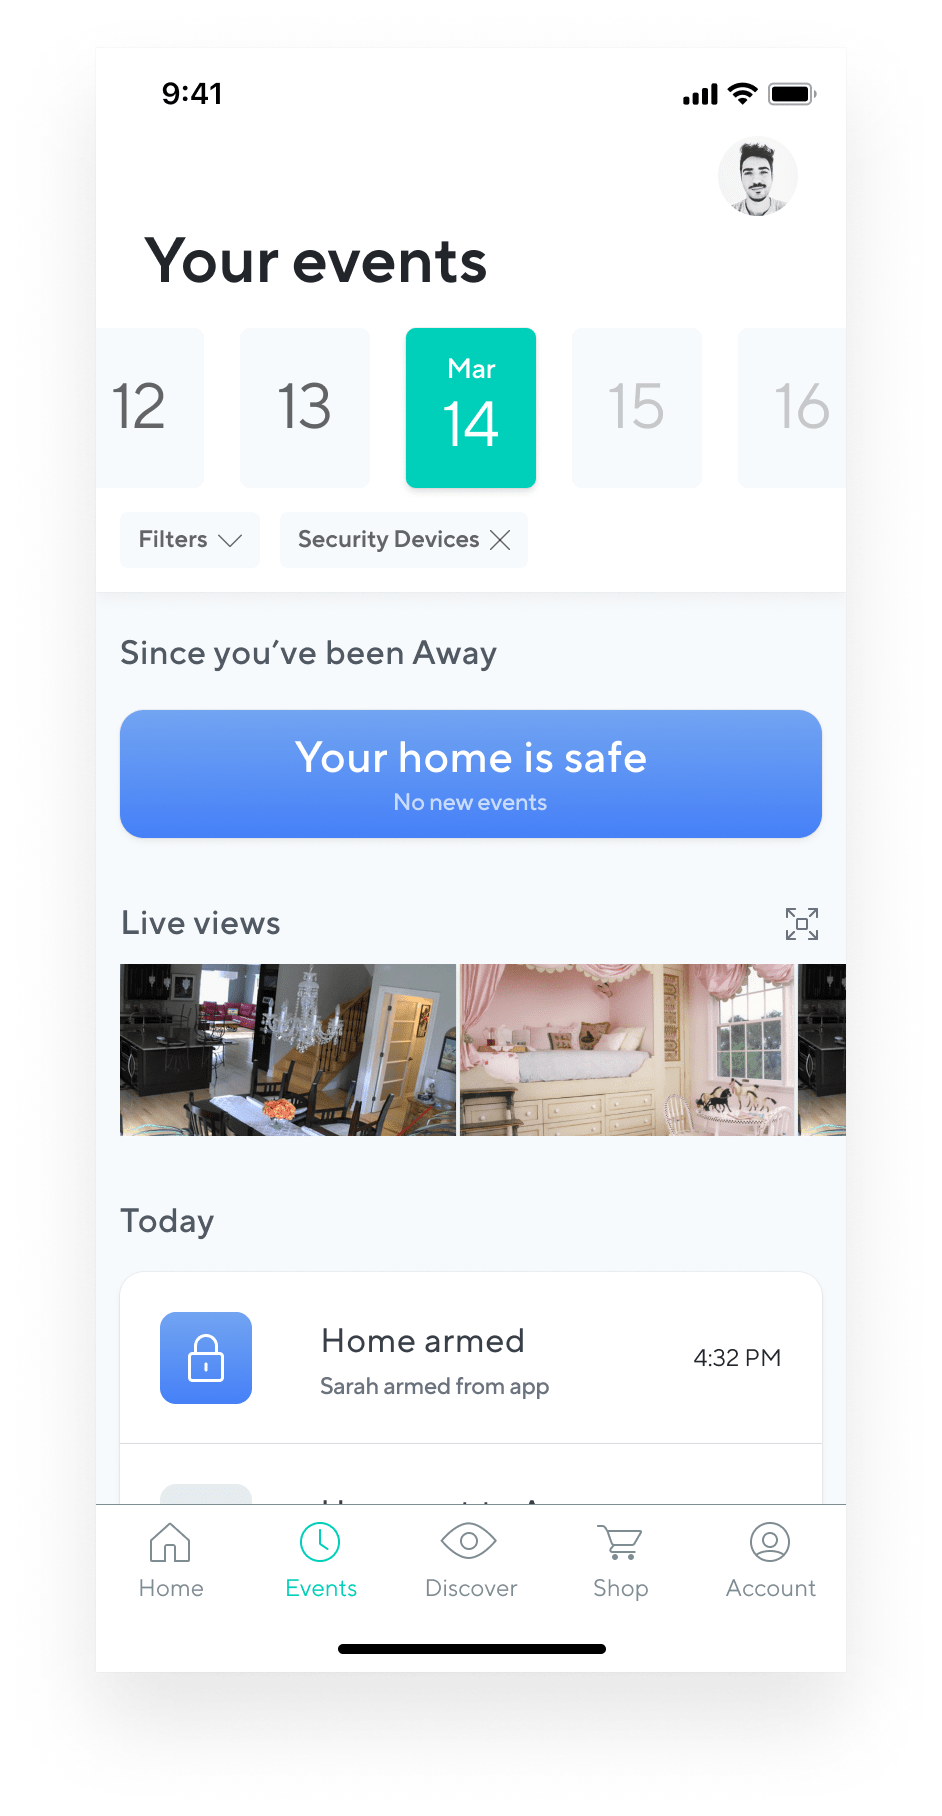 9:41
Your events
12
13
Mar
14
15
16
Filters
Security Devices
Since you’ve been Away
Your home is safe
No new events
Live views
Today
Home armed
Sarah armed from app
4:32 PM
Home
Events
Discover
Shop
Account